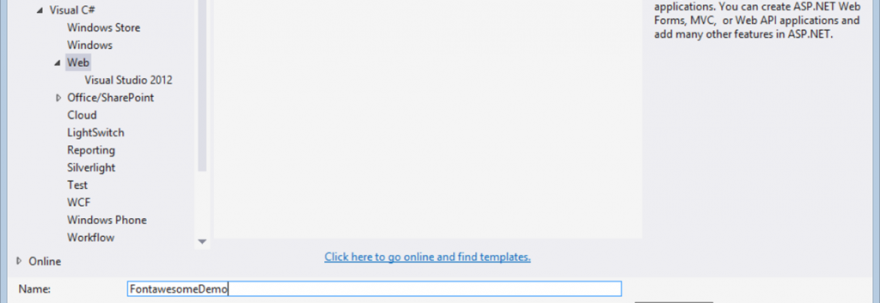 Visual C#
Windows Store
Windows
Web
Visual Studio 2012
Office/SharePoint
Cloud
LightSwitch
Reporting
Silverlight
Test
WCF
Windows Phone
Workflow
Online
applications. You can create ASP.NET Web
Forms, MVC, or Web API applications and
add many other features in ASP.NET.
Click here to go online and find templates.
Name: FontawesomeDemo